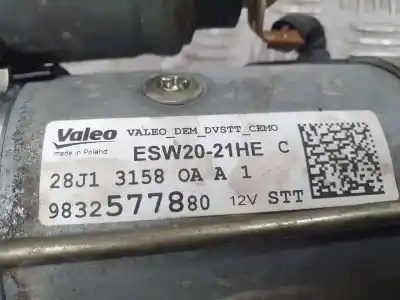 Valeo VALEO_DEM_DVSTT_CEMO
made in Poland ESW20-21HE C
28J1 3158 OA A 1
9832577880 12V STT